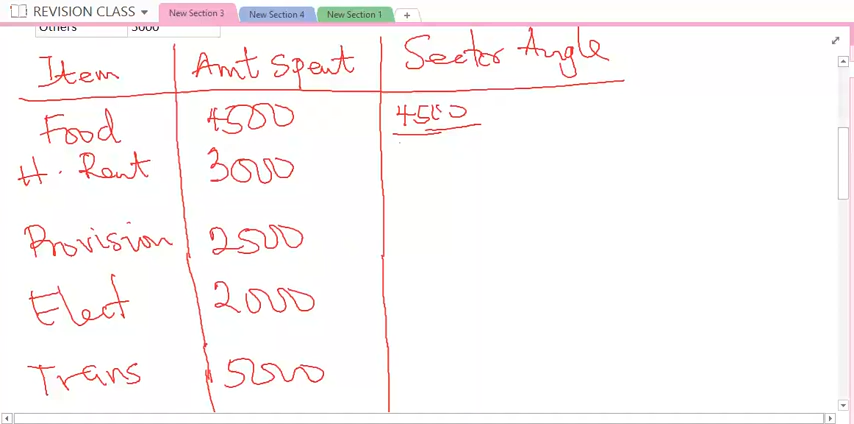 REVISION CLASS New Section 3 New Section 4 New Section 1
Others 3000
Item Amt Spent Sector Angle
Food 4500 4500
H. Rent 3000
Provision 2500
Elect 2000
Trans 5000